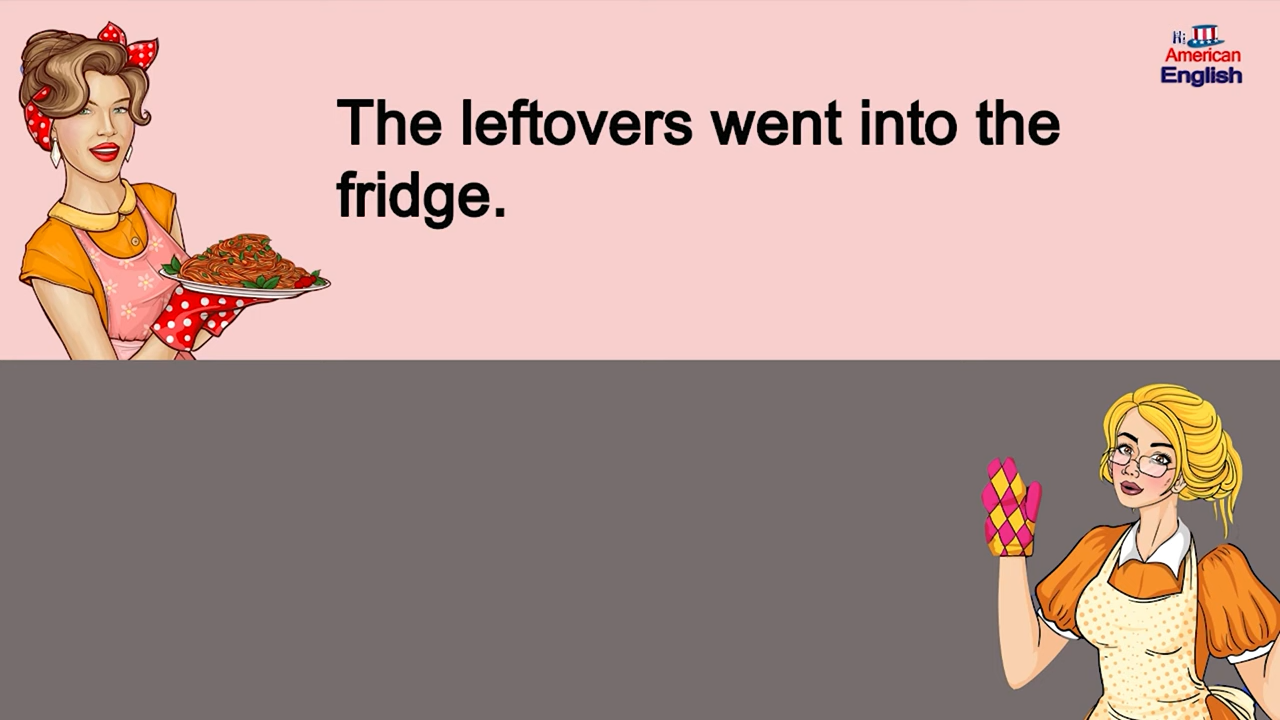 Hi
American
English
The leftovers went into the
fridge.